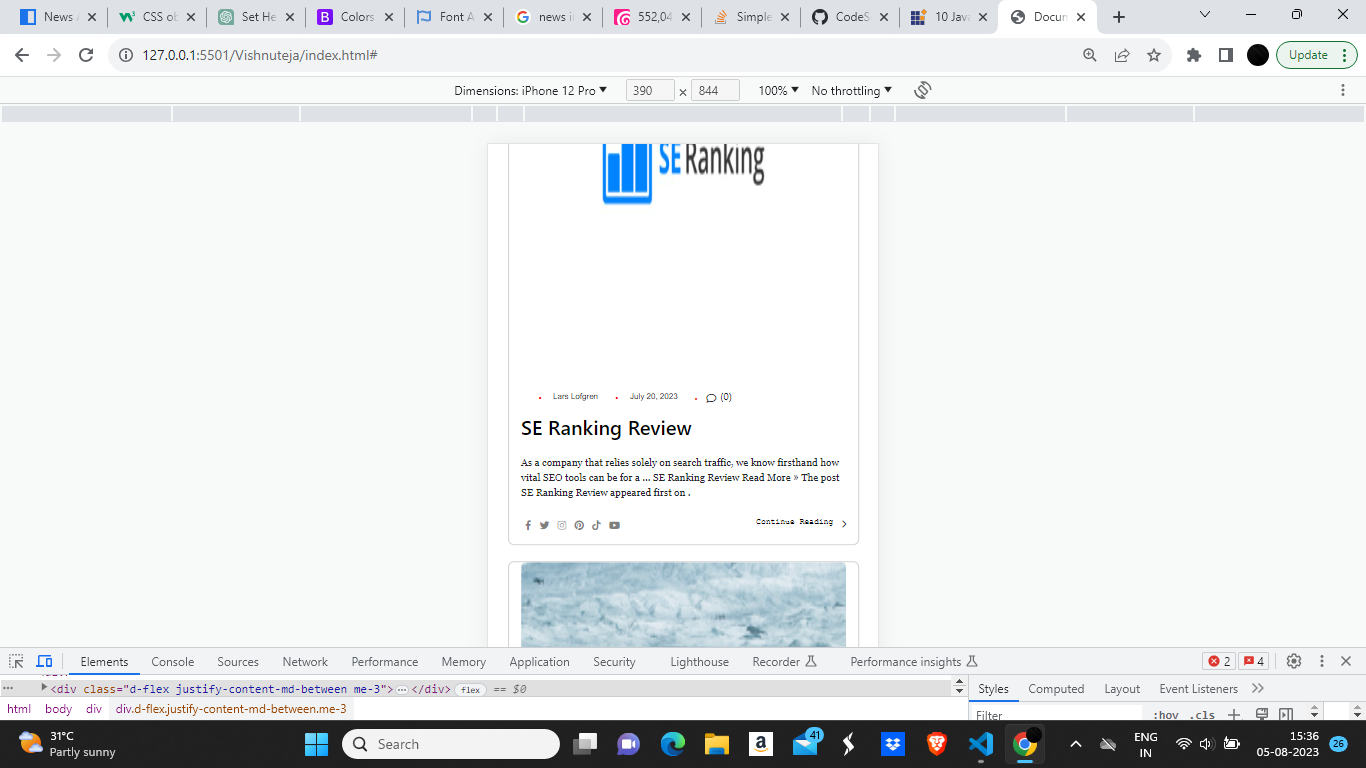 News
CSS ob
Set He
Colors
Font A
news i
552,04
Simple
CodeS
10 Java
Docun
127.0.0.1:5501/Vishnuteja/index.html#
Update
Dimensions: iPhone 12 Pro
390 × 844
100%
No throttling
SE Ranking
Lars Lofgren
July 20, 2023
(0)
SE Ranking Review
As a company that relies solely on search traffic, we know firsthand how
vital SEO tools can be for a ... SE Ranking Review Read More » The post
SE Ranking Review appeared first on .
Continue Reading
Elements Console Sources Network Performance Memory Application Security Lighthouse Recorder Performance insights
2 4
<div class="d-flex justify-content-md-between me-3"> ⋯ </div> flex == $0
html body div div.d-flex.justify-content-md-between.me-3
Styles Computed Layout Event Listeners
Filter :hov .cls
31°C
Partly sunny
Search
41
ENG
IN
15:36
05-08-2023
26